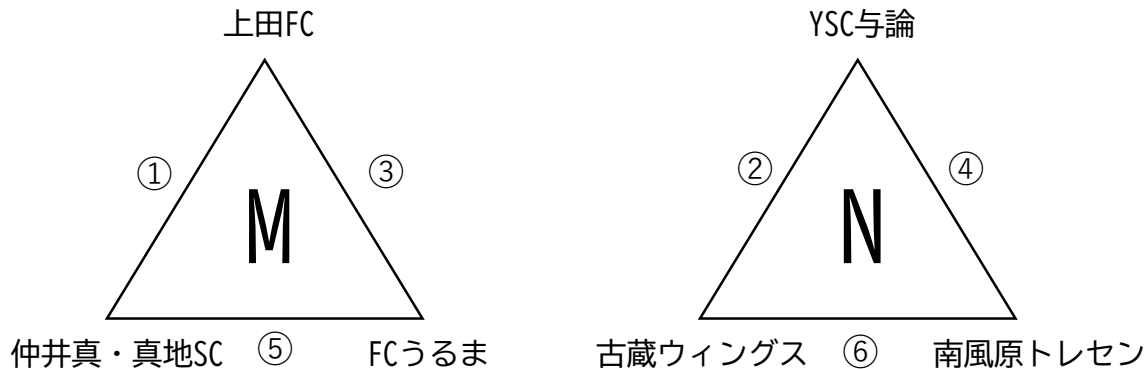 上田FC
YSC与論
①
③
②
④
M
N
仲井真・真地SC
⑤
FCうるま
古蔵ウィングス
⑥
南風原トレセン